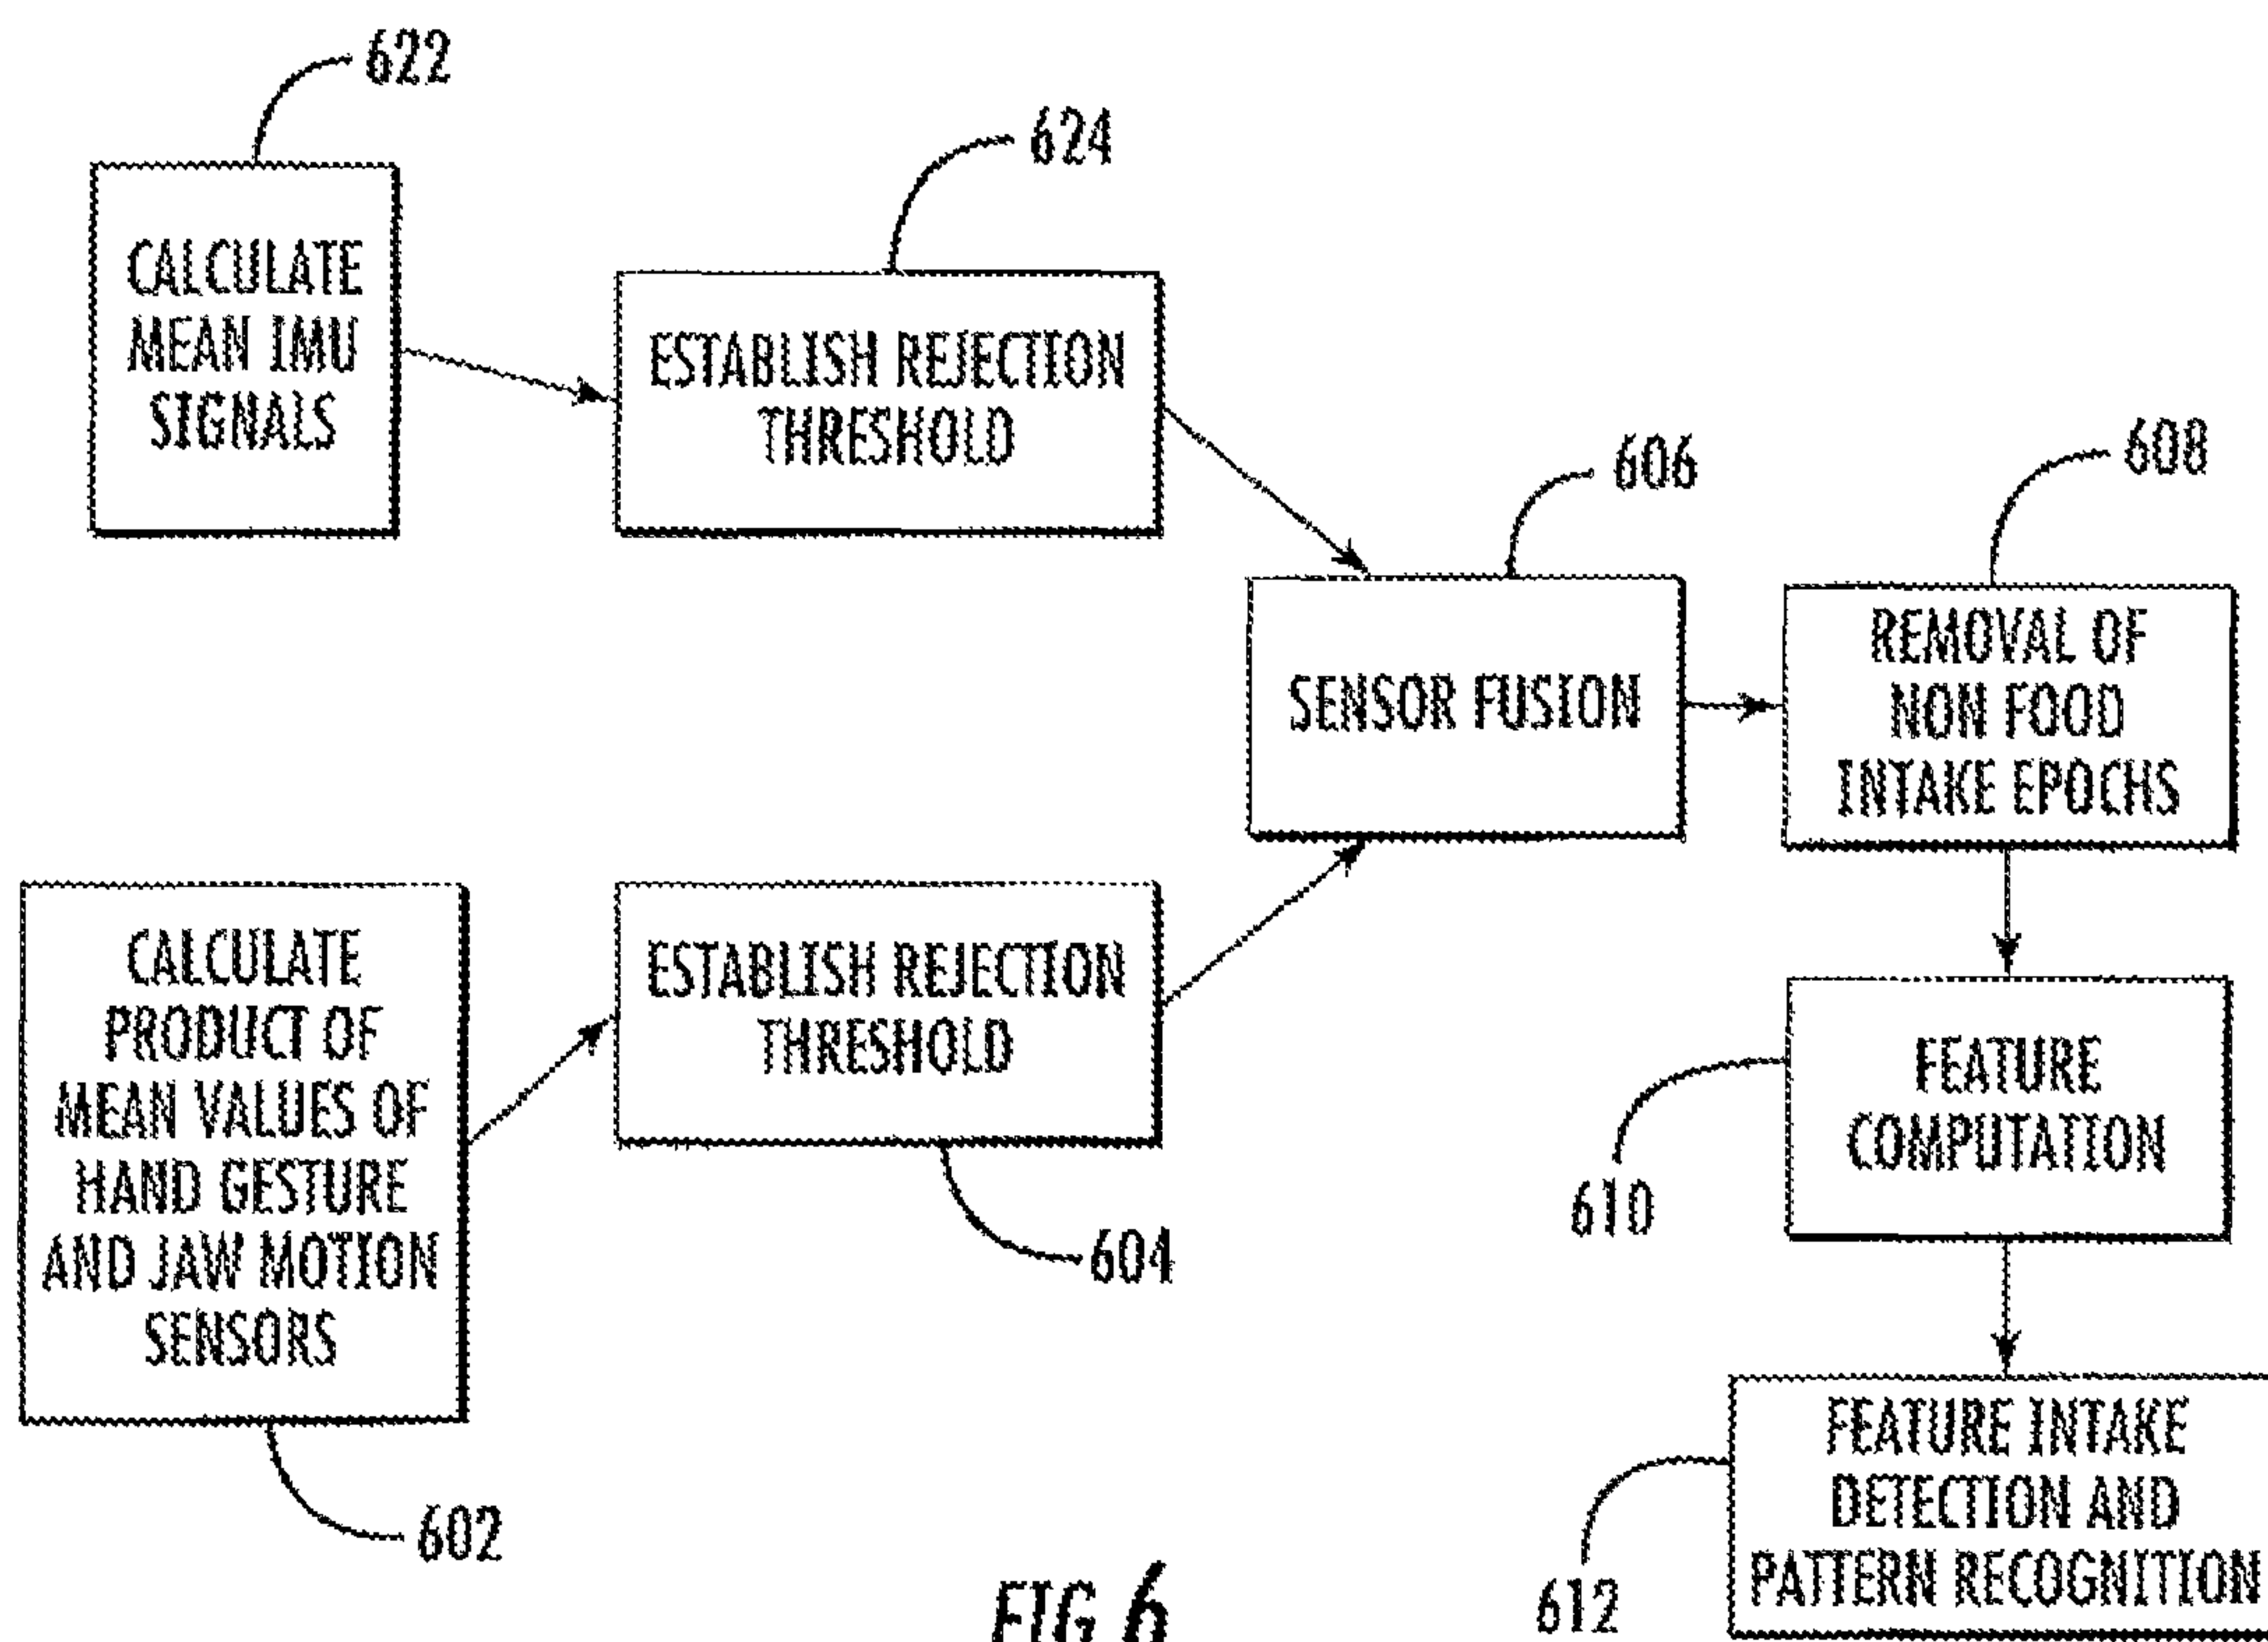 622
CALCULATE
MEAN IMU
SIGNALS
624
ESTABLISH REJECTION
THRESHOLD
606
SENSOR FUSION
608
REMOVAL OF
NON FOOD
INTAKE EPOCHS
CALCULATE
PRODUCT OF
MEAN VALUES OF
HAND GESTURE
AND JAW MOTION
SENSORS
602
ESTABLISH REJECTION
THRESHOLD
604
FEATURE
COMPUTATION
610
FEATURE INTAKE
DETECTION AND
PATTERN RECOGNITION
612
FIG 6